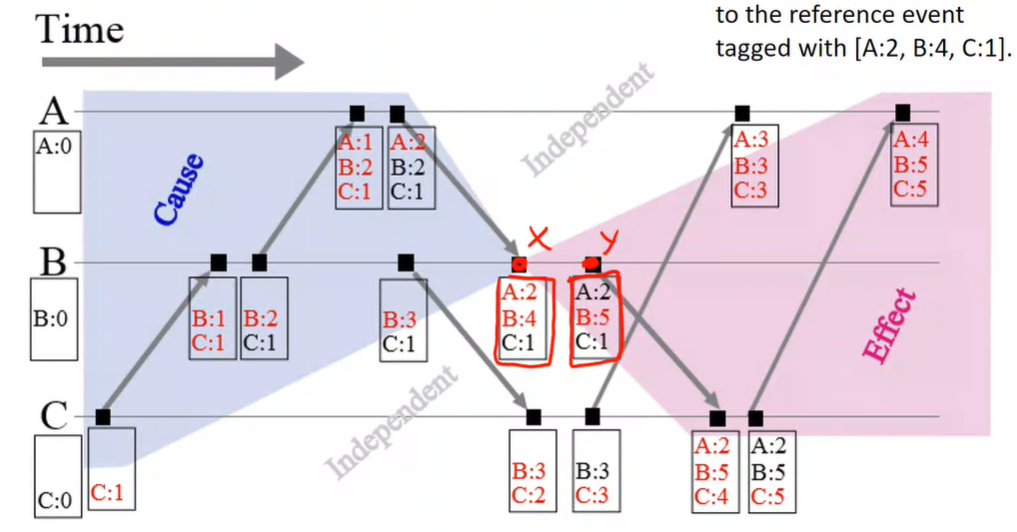 to the reference event
tagged with [A:2, B:4, C:1].
Time
A
A:0
Cause
Independent
A:1
B:2
C:1
A:2
B:2
C:1
A:3
B:3
C:3
A:4
B:5
C:5
B
B:0
B:1
C:1
B:2
C:1
B:3
C:1
X
A:2
B:4
C:1
y
A:2
B:5
C:1
Effect
Independent
C
C:0
C:1
B:3
C:2
B:3
C:3
A:2
B:5
C:4
A:2
B:5
C:5